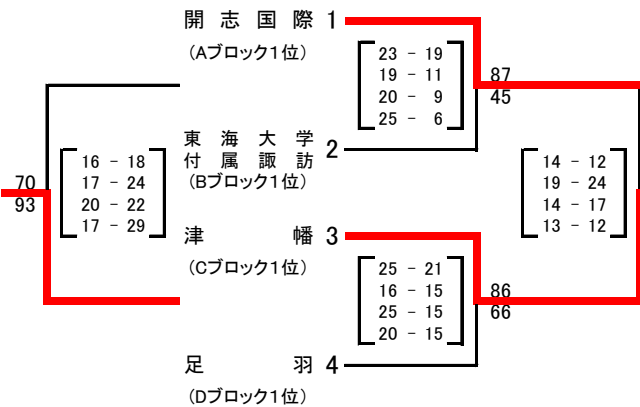 開志国際 1
(Aブロック1位)
23 - 19
19 - 11
20 - 9
25 - 6
87
45
東海大学
付属諏訪 2
(Bブロック1位)
16 - 18
17 - 24
20 - 22
17 - 29
70
93
14 - 12
19 - 24
14 - 17
13 - 12
津幡 3
(Cブロック1位)
25 - 21
16 - 15
25 - 15
20 - 15
86
66
足羽 4
(Dブロック1位)